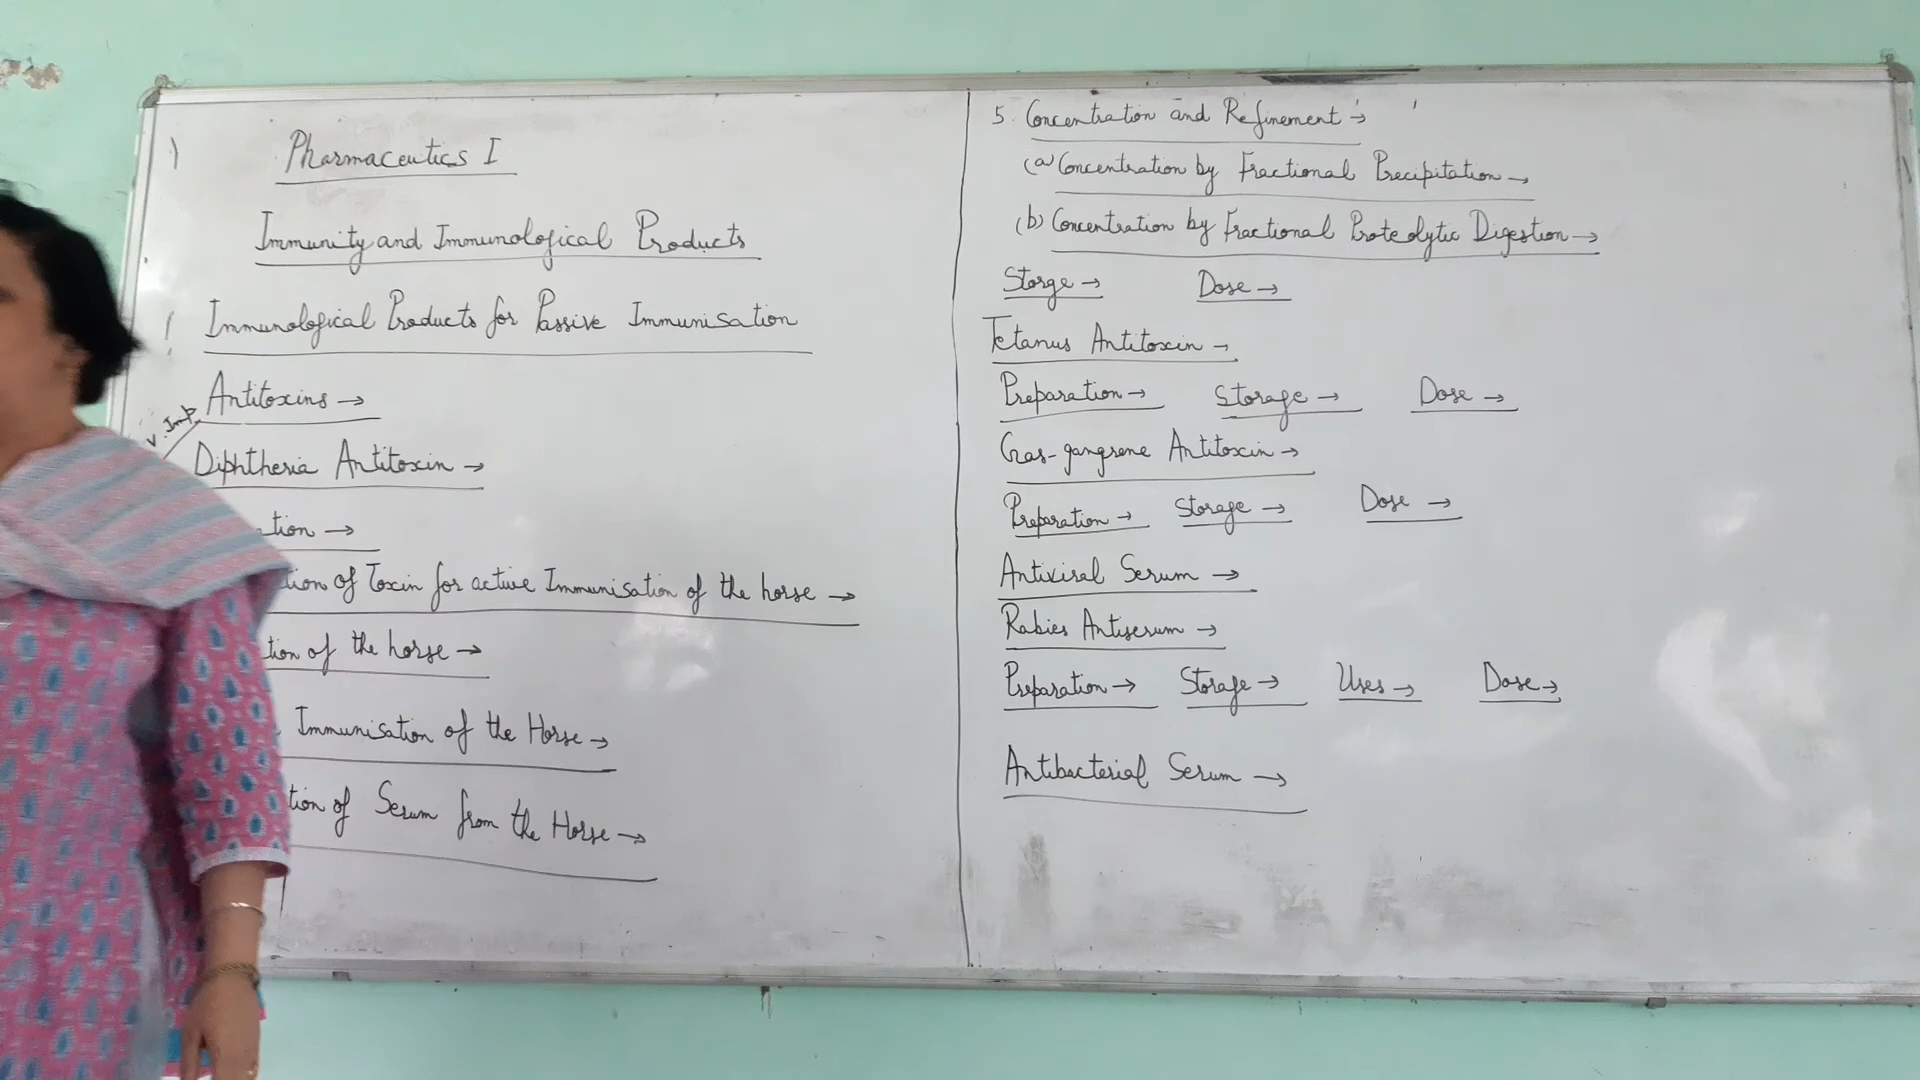 Pharmaceutics I
Immunity and Immunological Products
Immunological Products for Passive Immunisation
Antitoxins →
V. Imp
Diphtheria Antitoxin →
ation →
tion of Toxin for active Immunisation of the horse →
tion of the horse →
Immunisation of the Horse →
tion of Serum from the Horse →
5. Concentration and Refinement →
(a) Concentration by Fractional Precipitation →
(b) Concentration by Fractional Proteolytic Digestion →
Storge → Dose →
Tetanus Antitoxin →
Preparation → Storage → Dose →
Gas-gangrene Antitoxin →
Preparation → Storage → Dose →
Antiviral Serum →
Rabies Antiserum →
Preparation → Storage → Uses → Dose →
Antibacterial Serum →